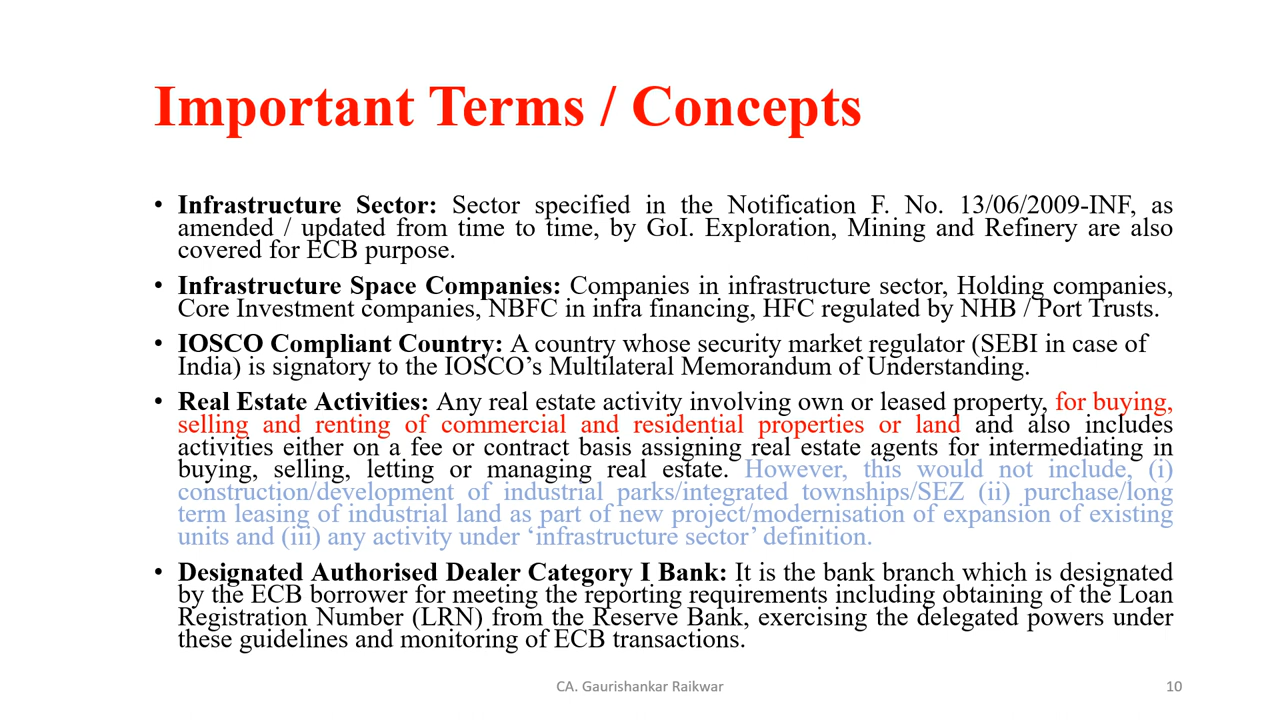 Important Terms / Concepts
• Infrastructure Sector: Sector specified in the Notification F. No. 13/06/2009-INF, as
amended / updated from time to time, by GoI. Exploration, Mining and Refinery are also
covered for ECB purpose.
• Infrastructure Space Companies: Companies in infrastructure sector, Holding companies,
Core Investment companies, NBFC in infra financing, HFC regulated by NHB / Port Trusts.
• IOSCO Compliant Country: A country whose security market regulator (SEBI in case of
India) is signatory to the IOSCO’s Multilateral Memorandum of Understanding.
• Real Estate Activities: Any real estate activity involving own or leased property, for buying,
selling and renting of commercial and residential properties or land and also includes
activities either on a fee or contract basis assigning real estate agents for intermediating in
buying, selling, letting or managing real estate. However, this would not include, (i)
construction/development of industrial parks/integrated townships/SEZ (ii) purchase/long
term leasing of industrial land as part of new project/modernisation of expansion of existing
units and (iii) any activity under ‘infrastructure sector’ definition.
• Designated Authorised Dealer Category I Bank: It is the bank branch which is designated
by the ECB borrower for meeting the reporting requirements including obtaining of the Loan
Registration Number (LRN) from the Reserve Bank, exercising the delegated powers under
these guidelines and monitoring of ECB transactions.
CA. Gaurishankar Raikwar
10